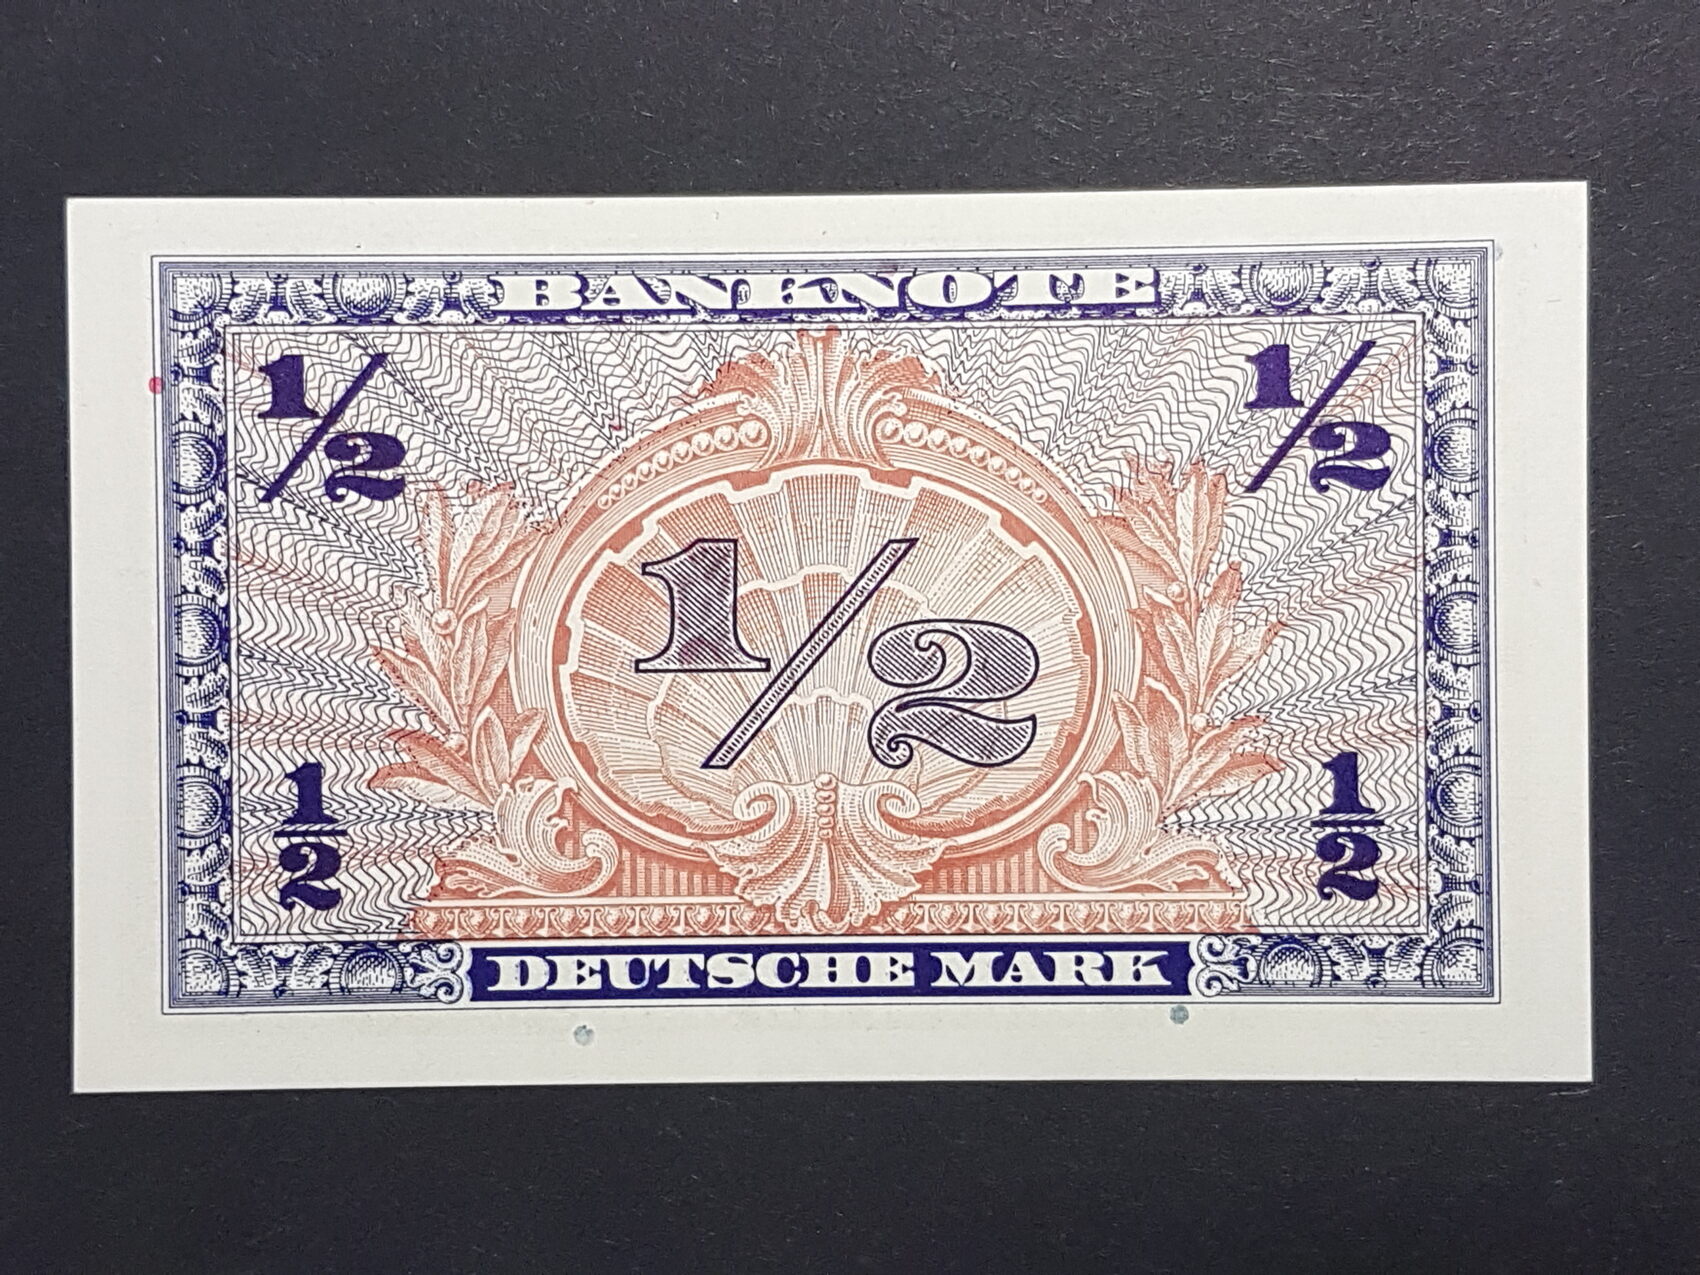 BANKNOTE
1/2 1/2
1/2
1/2 1/2
DEUTSCHE MARK